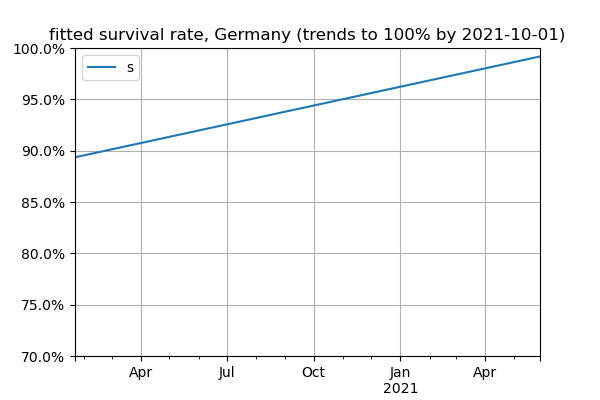 fitted survival rate, Germany (trends to 100% by 2021-10-01)
100.0%
s
95.0%
90.0%
85.0%
80.0%
75.0%
70.0%
Apr Jul Oct Jan Apr
2021